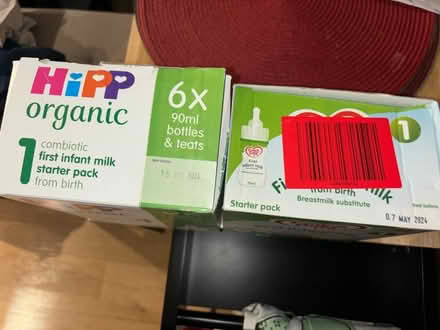 HiPP
organic
1
combiotic
first infant milk
starter pack
from birth
6X
90ml
bottles
& teats
1
from birth
Breastmilk substitute
Starter pack
07 MAY 2024